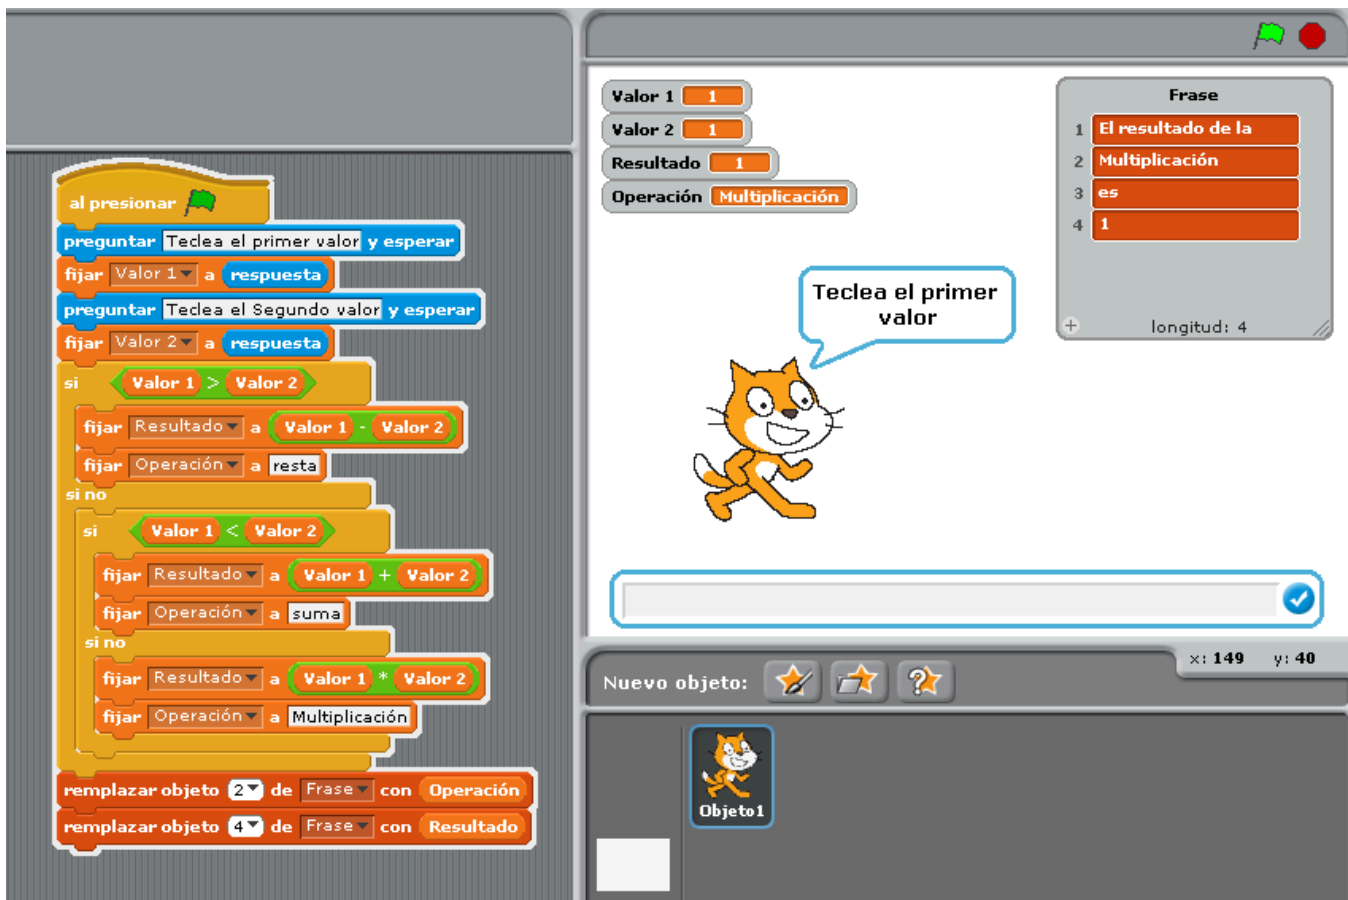 al presionar
preguntar Teclea el primer valor y esperar
fijar Valor 1 a respuesta
preguntar Teclea el Segundo valor y esperar
fijar Valor 2 a respuesta
si Valor 1 > Valor 2
fijar Resultado a Valor 1 - Valor 2
fijar Operación a resta
si no
si Valor 1 < Valor 2
fijar Resultado a Valor 1 + Valor 2
fijar Operación a suma
si no
fijar Resultado a Valor 1 * Valor 2
fijar Operación a Multiplicación
remplazar objeto 2 de Frase con Operación
remplazar objeto 4 de Frase con Resultado
Valor 1 1
Valor 2 1
Resultado 1
Operación Multiplicación
Frase
1 El resultado de la
2 Multiplicación
3 es
4 1
+ longitud: 4
Teclea el primer
valor
x: 149 y: 40
Nuevo objeto:
Objeto1